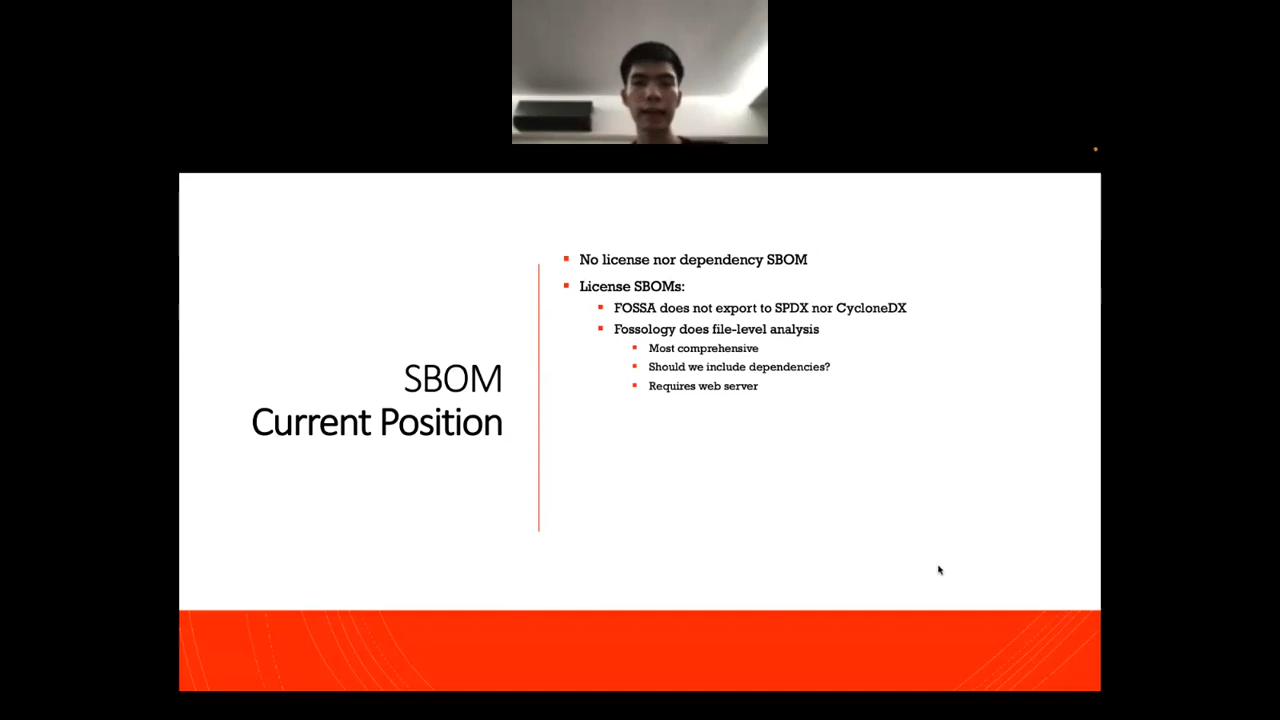 SBOM
Current Position
No license nor dependency SBOM
License SBOMs:
FOSSA does not export to SPDX nor CycloneDX
Fossology does file-level analysis
Most comprehensive
Should we include dependencies?
Requires web server